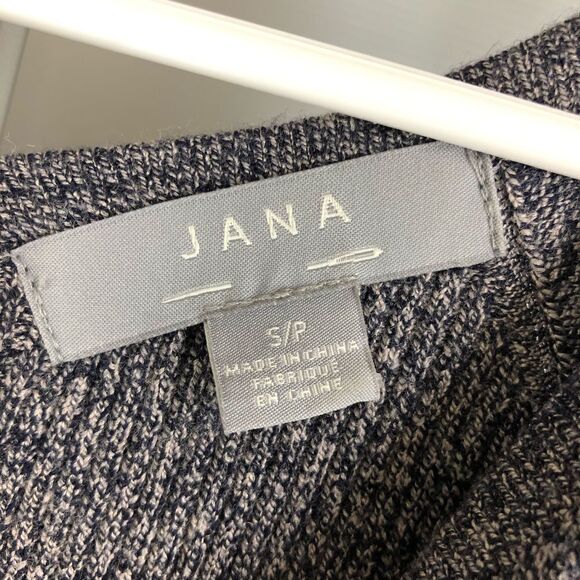 JANA
S/P
MADE IN CHINA
FABRIQUE
EN CHINE